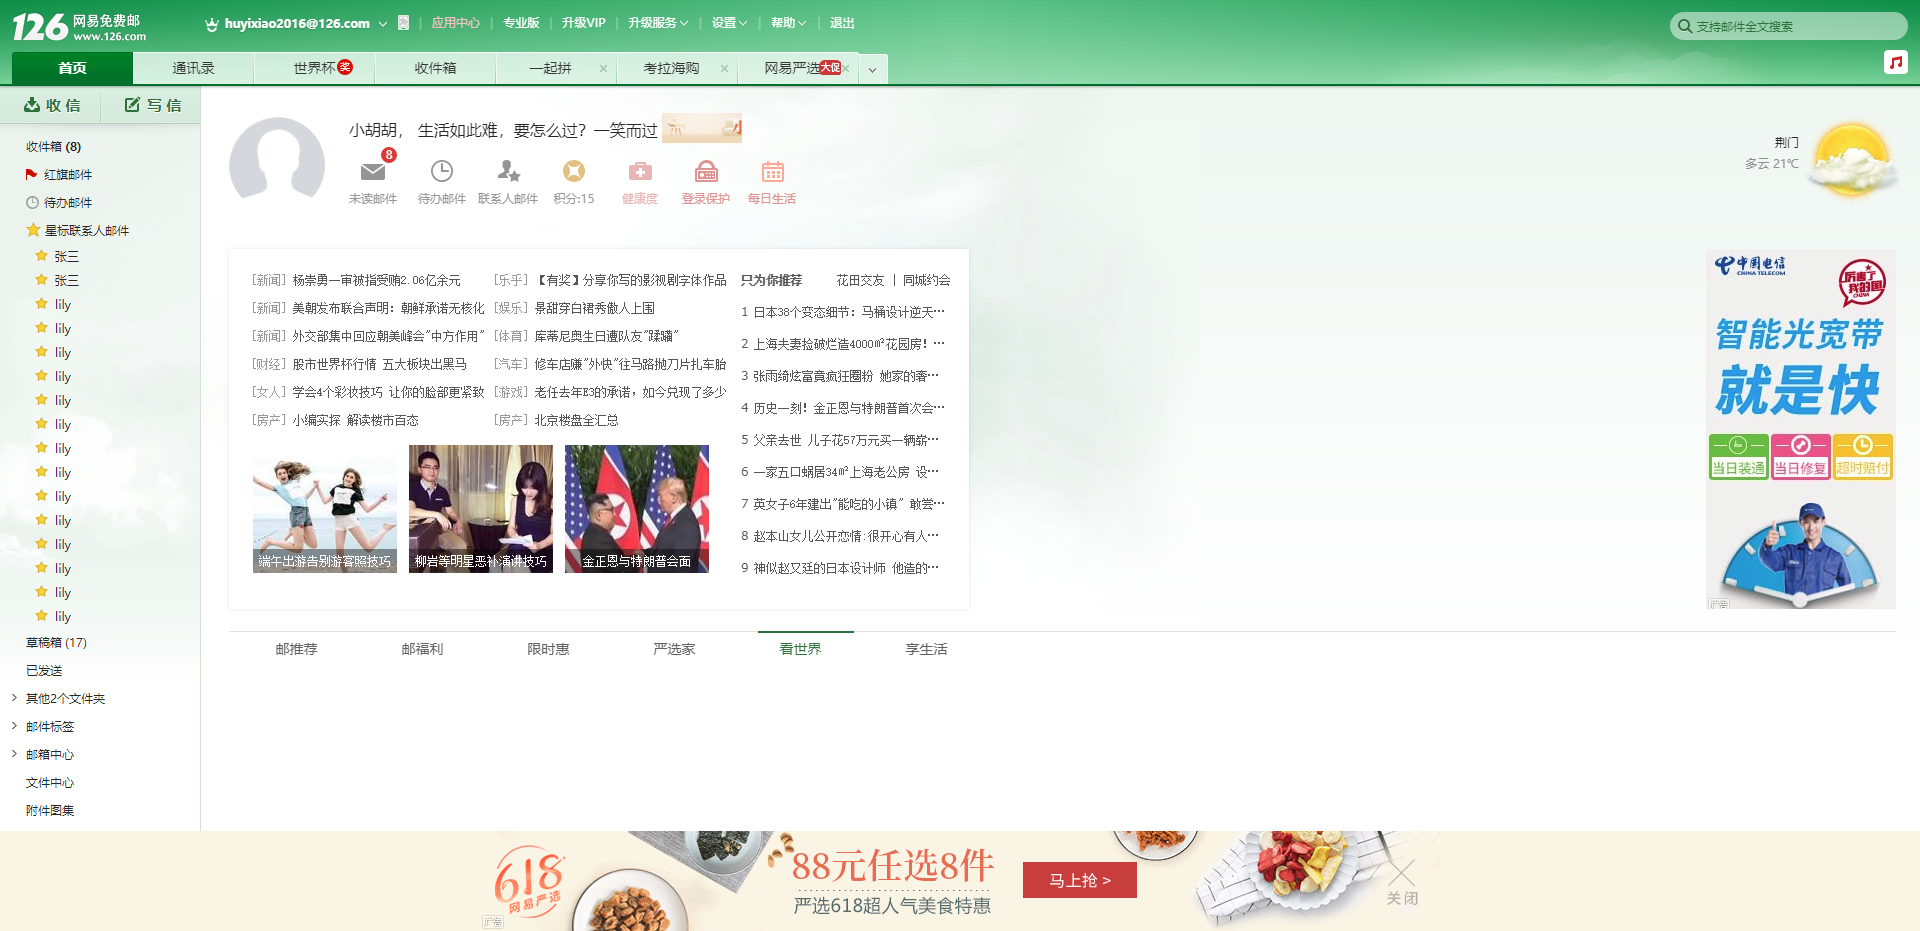 126 网易免费邮
www.126.com
huyixiao2016@126.com
应用中心 | 专业版 | 升级VIP | 升级服务 | 设置 | 帮助 | 退出
支持邮件全文搜索
首页 通讯录 世界杯 奖 收件箱 一起拼 × 考拉海购 × 网易严选 大促 ×
收 信 写 信
收件箱 (8)
红旗邮件
待办邮件
星标联系人邮件
张三
张三
lily
lily
lily
lily
lily
lily
lily
lily
lily
lily
lily
lily
lily
lily
草稿箱 (17)
已发送
其他2个文件夹
邮件标签
邮箱中心
文件中心
附件图集
小胡胡， 生活如此难，要怎么过？一笑而过
8
未读邮件 待办邮件 联系人邮件 积分:15 健康度 登录保护 每日生活
荆门
多云 21℃
[新闻] 杨崇勇一审被指受贿2.06亿余元
[新闻] 美朝发布联合声明：朝鲜承诺无核化
[新闻] 外交部集中回应朝美峰会"中方作用"
[财经] 股市世界杯行情 五大板块出黑马
[女人] 学会4个彩妆技巧 让你的脸部更紧致
[房产] 小编实探 解读楼市百态
[乐乎] 【有奖】分享你写的影视剧字体作品
[娱乐] 景甜穿白裙秀傲人上围
[体育] 库蒂尼奥生日遭队友"蹂躏"
[汽车] 修车店赚"外快"往马路抛刀片扎车胎
[游戏] 老任去年E3的承诺，如今兑现了多少
[房产] 北京楼盘全汇总
端午出游告别游客照技巧
柳岩等明星恶补演讲技巧
金正恩与特朗普会面
只为你推荐 花田交友 | 同城约会
1 日本38个变态细节：马桶设计逆天…
2 上海夫妻捡破烂造4000㎡花园房！…
3 张雨绮炫富竟疯狂圈粉 她家的奢…
4 历史一刻！金正恩与特朗普首次会…
5 父亲去世 儿子花57万元买一辆崭…
6 一家五口蜗居34㎡上海老公房 设…
7 英女子6年建出"能吃的小镇" 敢尝…
8 赵本山女儿公开恋情:很开心有人…
9 神似赵又廷的日本设计师 他造的…
中国电信
CHINA TELECOM
厉害了
我的国
CHINA
智能光宽带
就是快
当日装通 当日修复 超时赔付
广告
邮推荐 邮福利 限时惠 严选家 看世界 享生活
618
网易严选
广告
88元任选8件
严选618超人气美食特惠
马上抢 >
关闭